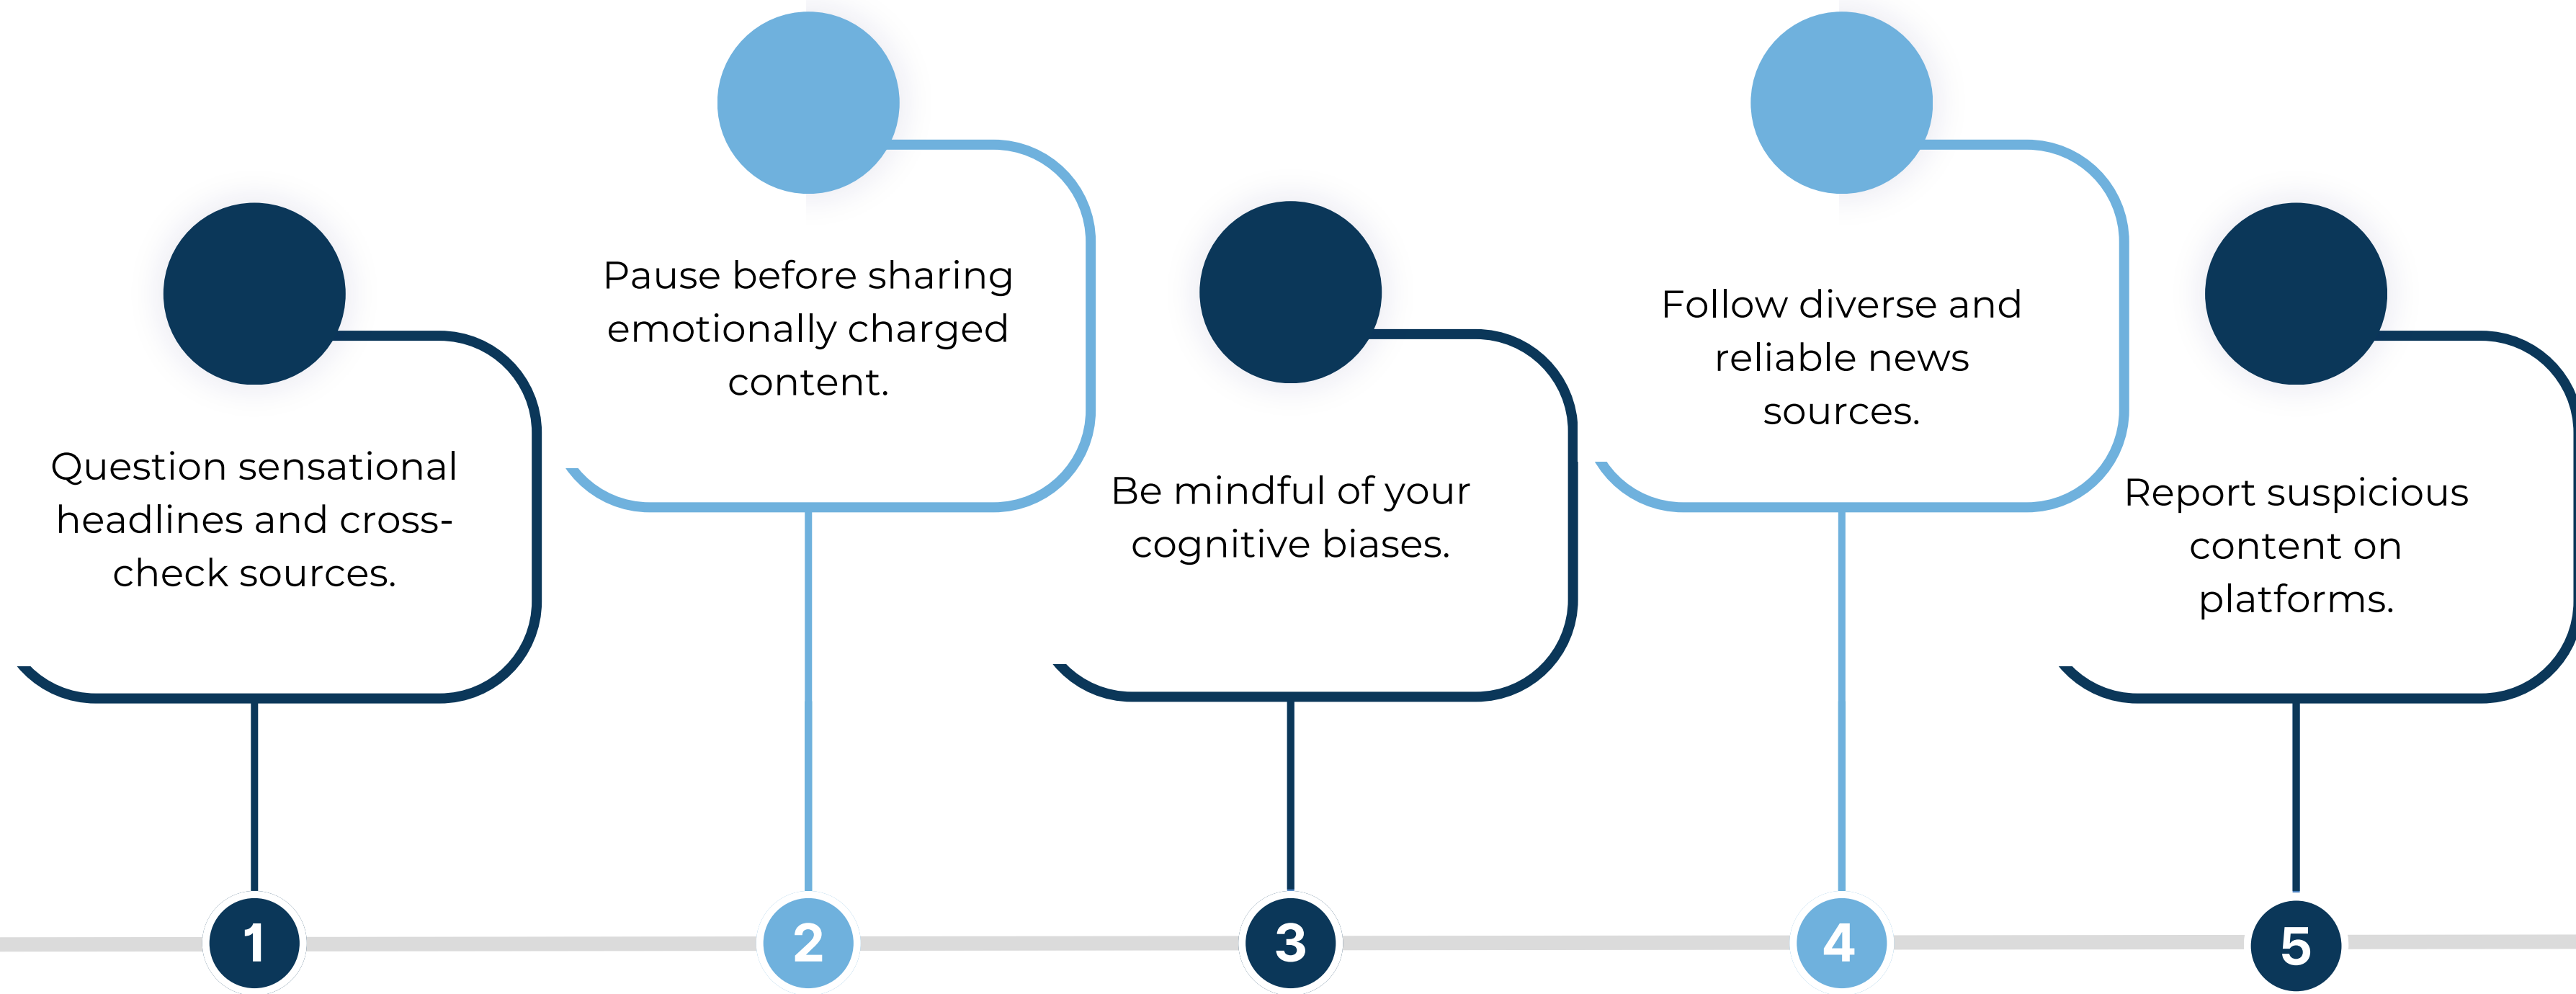 Question sensational
headlines and cross-
check sources.
Pause before sharing
emotionally charged
content.
Be mindful of your
cognitive biases.
Follow diverse and
reliable news
sources.
Report suspicious
content on
platforms.
1
2
3
4
5